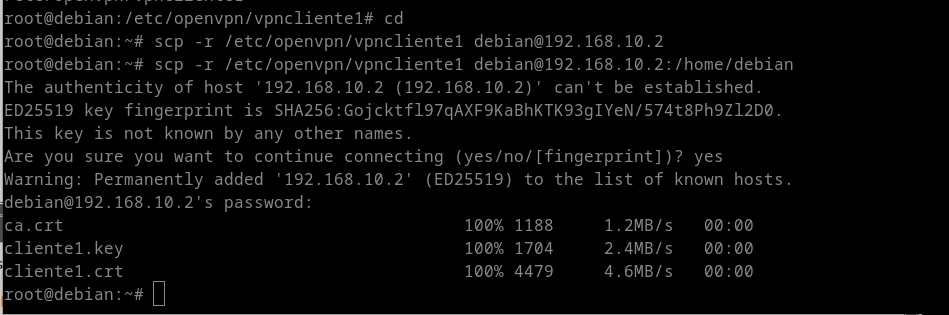 root@debian:/etc/openvpn/vpncliente1# cd
root@debian:~# scp -r /etc/openvpn/vpncliente1 debian@192.168.10.2
root@debian:~# scp -r /etc/openvpn/vpncliente1 debian@192.168.10.2:/home/debian
The authenticity of host '192.168.10.2 (192.168.10.2)' can't be established.
ED25519 key fingerprint is SHA256:Gojcktfl97qAXF9KaBhKTK93gIYeN/574t8Ph9Zl2D0.
This key is not known by any other names.
Are you sure you want to continue connecting (yes/no/[fingerprint])? yes
Warning: Permanently added '192.168.10.2' (ED25519) to the list of known hosts.
debian@192.168.10.2's password:
ca.crt 100% 1188 1.2MB/s 00:00
cliente1.key 100% 1704 2.4MB/s 00:00
cliente1.crt 100% 4479 4.6MB/s 00:00
root@debian:~#